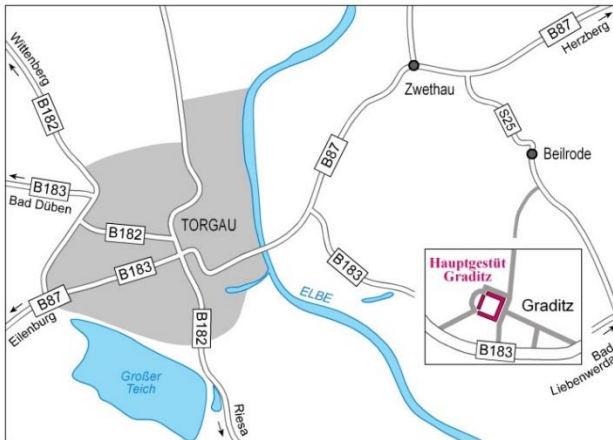 B87
Herzberg
Wittenberg
B182
Zwethau
S25
B87
Beilrode
B183
Bad Düben
B182
TORGAU
B183
B183
Hauptgestüt
Graditz
Graditz
B87
Eilenburg
B182
ELBE
B183
Bad
Liebenwerda
Großer
Teich
Riesa